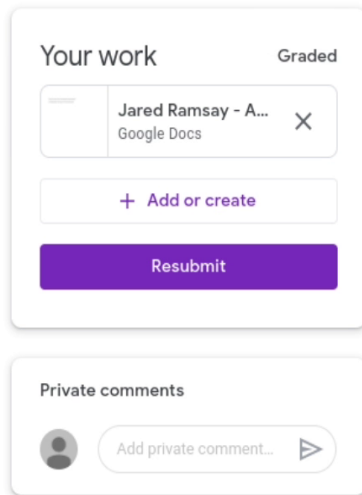 Your work
Graded
Jared Ramsay - A...
Google Docs
+ Add or create
Resubmit
Private comments
Add private comment...